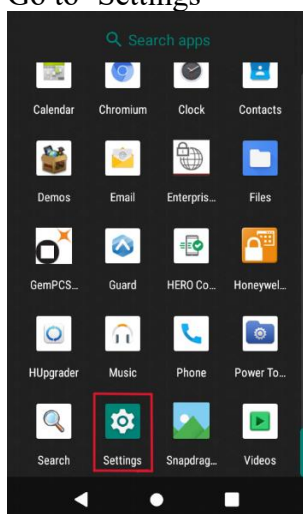 Go to "Settings"
Search apps
Calendar Chromium Clock Contacts
Demos Email Enterpris... Files
GemPCS... Guard HERO Co... Honeywel...
HUpgrader Music Phone Power To...
Search Settings Snapdrag... Videos